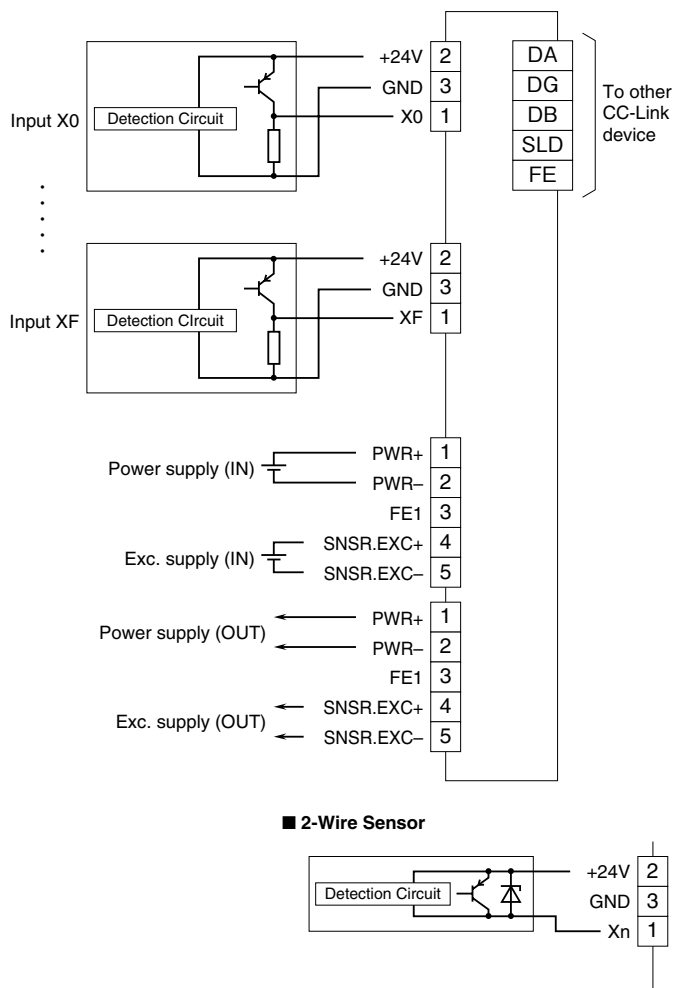 +24V 2
GND 3
X0 1
Input X0
Detection Circuit
DA
DG
DB
SLD
FE
To other
CC-Link
device
+24V 2
GND 3
XF 1
Input XF
Detection CIrcuit
Power supply (IN)
PWR+ 1
PWR– 2
FE1 3
Exc. supply (IN)
SNSR.EXC+ 4
SNSR.EXC– 5
Power supply (OUT)
PWR+ 1
PWR– 2
FE1 3
Exc. supply (OUT)
SNSR.EXC+ 4
SNSR.EXC– 5
■ 2-Wire Sensor
Detection Circuit
+24V 2
GND 3
Xn 1